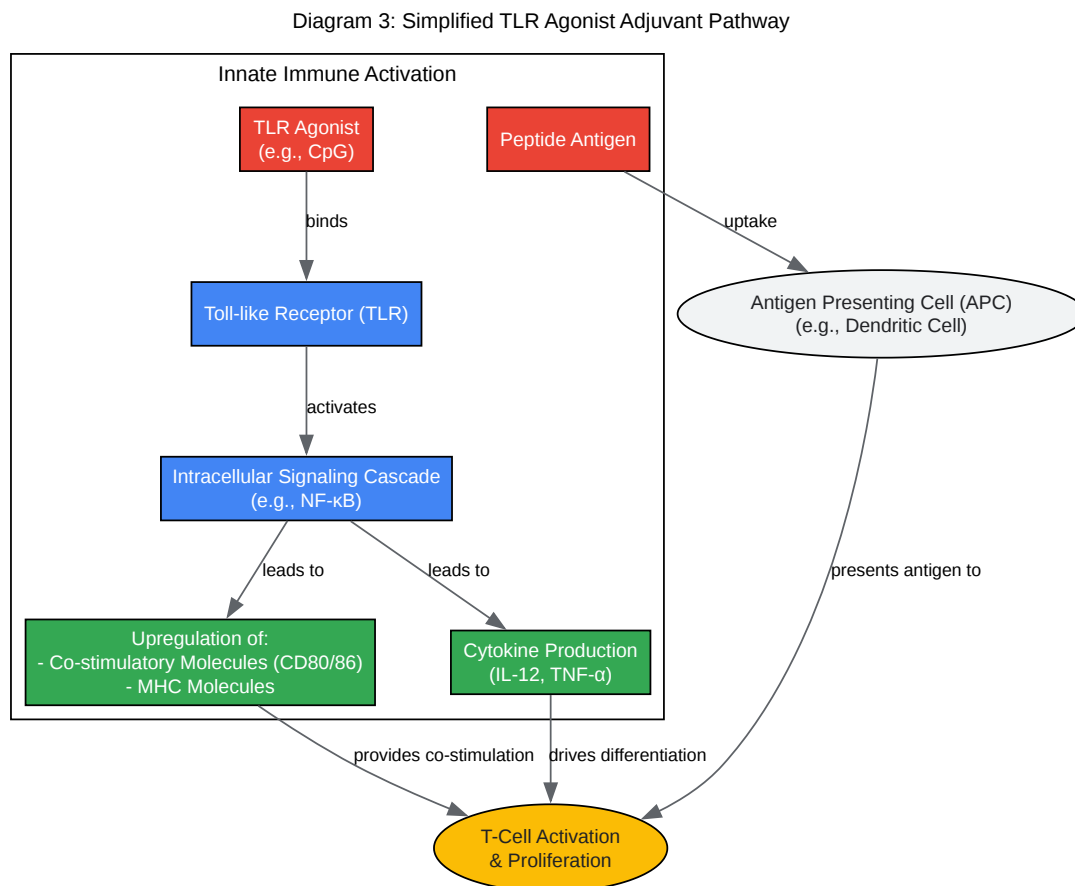 Diagram 3: Simplified TLR Agonist Adjuvant Pathway
Innate Immune Activation
TLR Agonist
(e.g., CpG)
Peptide Antigen
binds
uptake
Toll-like Receptor (TLR)
Antigen Presenting Cell (APC)
(e.g., Dendritic Cell)
activates
Intracellular Signaling Cascade
(e.g., NF-κB)
leads to
leads to
presents antigen to
Upregulation of:
- Co-stimulatory Molecules (CD80/86)
- MHC Molecules
Cytokine Production
(IL-12, TNF-α)
provides co-stimulation
drives differentiation
T-Cell Activation
& Proliferation